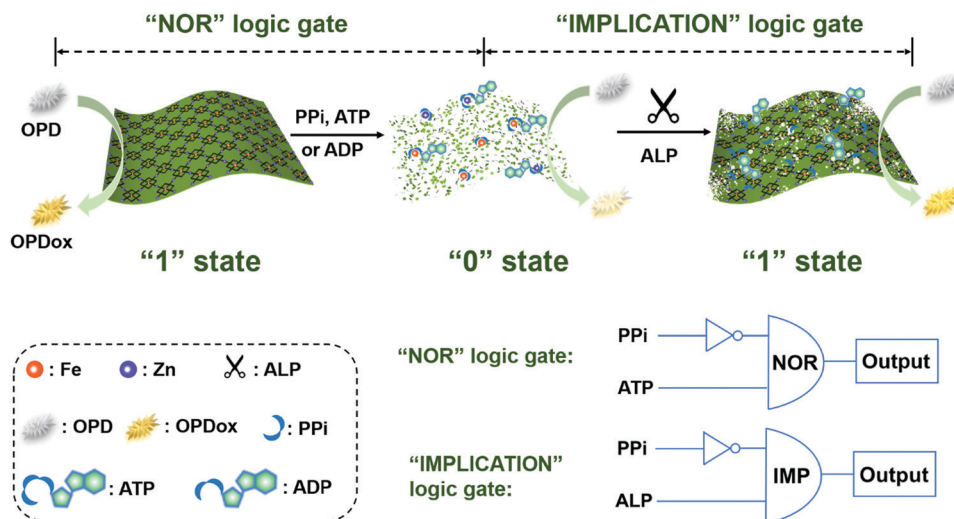 “NOR” logic gate
“IMPLICATION” logic gate
OPD
OPDox
PPi, ATP
or ADP
ALP
“1” state
“0” state
“1” state
: Fe
: Zn
: ALP
: OPD
: OPDox
: PPi
: ATP
: ADP
“NOR” logic gate:
PPi
ATP
NOR
Output
“IMPLICATION”
logic gate:
PPi
ALP
IMP
Output